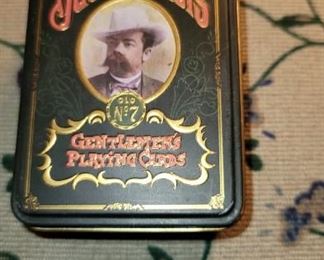 OLD
No. 7
GENTLEMEN'S
PLAYING CARDS